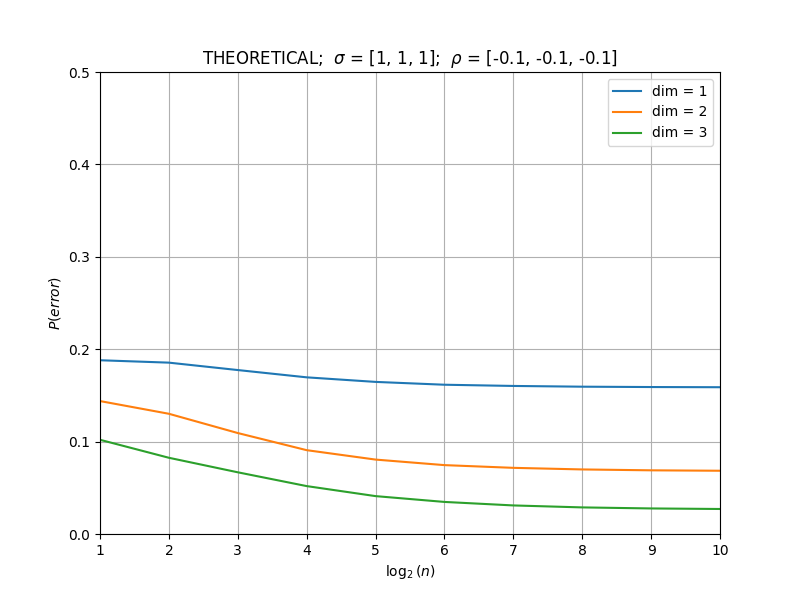 THEORETICAL;  σ = [1, 1, 1];  ρ = [-0.1, -0.1, -0.1]
dim = 1
dim = 2
dim = 3
0.5
0.4
0.3
0.2
0.1
0.0
P(error)
1 2 3 4 5 6 7 8 9 10
log₂(n)